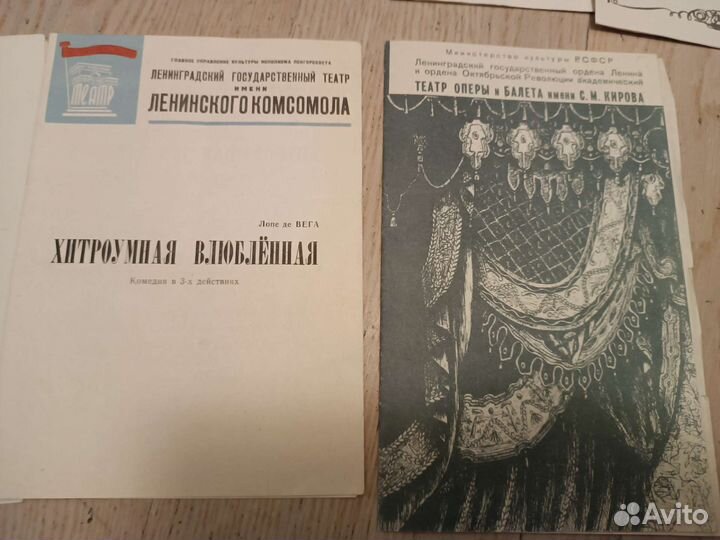 ГЛАВНОЕ УПРАВЛЕНИЕ КУЛЬТУРЫ ИСПОЛКОМА ЛЕНГОРСОВЕТА
ЛЕНИНГРАДСКИЙ ГОСУДАРСТВЕННЫЙ ТЕАТР
ИМЕНИ
ЛЕНИНСКОГО КОМСОМОЛА
ТЕАТР
Лопе де ВЕГА
ХИТРОУМНАЯ ВЛЮБЛЁННАЯ
Комедия в 3-х действиях
Министерство культуры РСФСР
Ленинградский государственный ордена Ленина
и ордена Октябрьской Революции академический
ТЕАТР ОПЕРЫ и БАЛЕТА имени С. М. КИРОВА
Avito